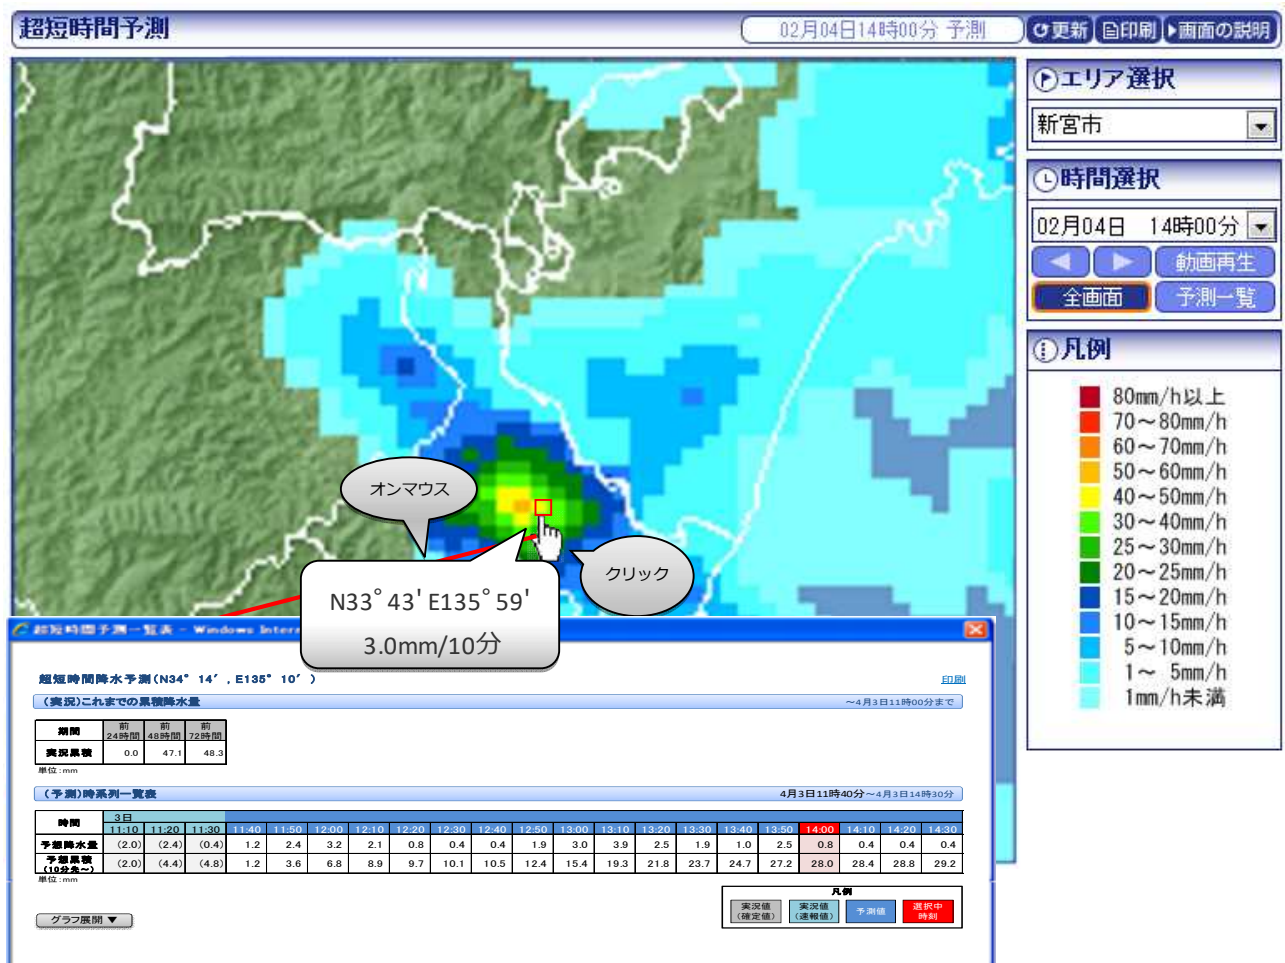 超短時間予測
02月04日14時00分 予測
更新 印刷 画面の説明
エリア選択
新宮市
時間選択
02月04日 14時00分
動画再生
全画面 予測一覧
凡例
80mm/h以上
70～80mm/h
60～70mm/h
50～60mm/h
40～50mm/h
30～40mm/h
25～30mm/h
20～25mm/h
15～20mm/h
10～15mm/h
5～10mm/h
1～ 5mm/h
1mm/h未満
オンマウス
クリック
N33°43'E135°59'
3.0mm/10分
超短時間予測一覧表 - Windows Inter
超短時間降水予測(N34° 14′ , E135° 10′ )
印刷
(実況)これまでの累積降水量
～4月3日11時00分まで
期間 前24時間 前48時間 前72時間
実況累積 0.0 47.1 48.3
単位:mm
(予測)時系列一覧表
4月3日11時40分～4月3日14時30分
時間 3日
11:10 11:20 11:30 11:40 11:50 12:00 12:10 12:20 12:30 12:40 12:50 13:00 13:10 13:20 13:30 13:40 13:50 14:00 14:10 14:20 14:30
予想降水量 (2.0) (2.4) (0.4) 1.2 2.4 3.2 2.1 0.8 0.4 0.4 1.9 3.0 3.9 2.5 1.9 1.0 2.5 0.8 0.4 0.4 0.4
予想累積(10分先～) (2.0) (4.4) (4.8) 1.2 3.6 6.8 8.9 9.7 10.1 10.5 12.4 15.4 19.3 21.8 23.7 24.7 27.2 28.0 28.4 28.8 29.2
単位:mm
凡例
実況値(確定値) 実況値(速報値) 予測値 選択中時刻
グラフ展開 ▼